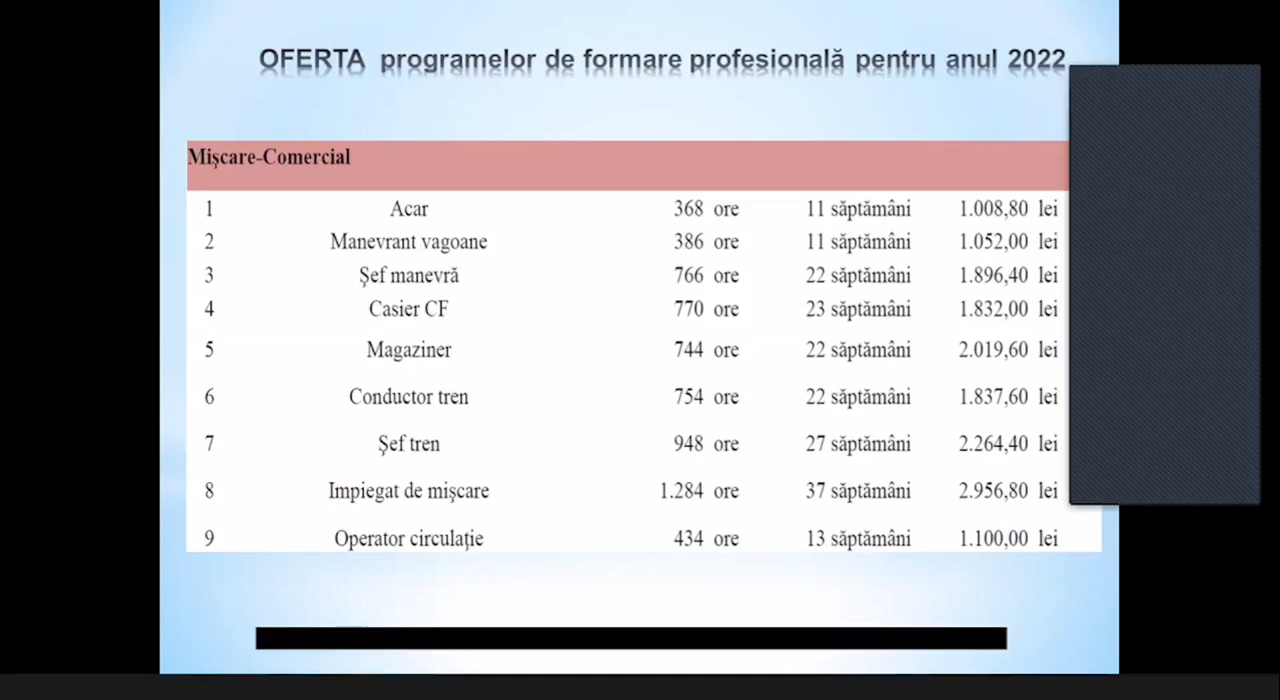 OFERTA programelor de formare profesională pentru anul 2022
Mişcare-Comercial
1 Acar 368 ore 11 săptămâni 1.008,80 lei
2 Manevrant vagoane 386 ore 11 săptămâni 1.052,00 lei
3 Şef manevră 766 ore 22 săptămâni 1.896,40 lei
4 Casier CF 770 ore 23 săptămâni 1.832,00 lei
5 Magaziner 744 ore 22 săptămâni 2.019,60 lei
6 Conductor tren 754 ore 22 săptămâni 1.837,60 lei
7 Şef tren 948 ore 27 săptămâni 2.264,40 lei
8 Impiegat de mişcare 1.284 ore 37 săptămâni 2.956,80 lei
9 Operator circulaţie 434 ore 13 săptămâni 1.100,00 lei